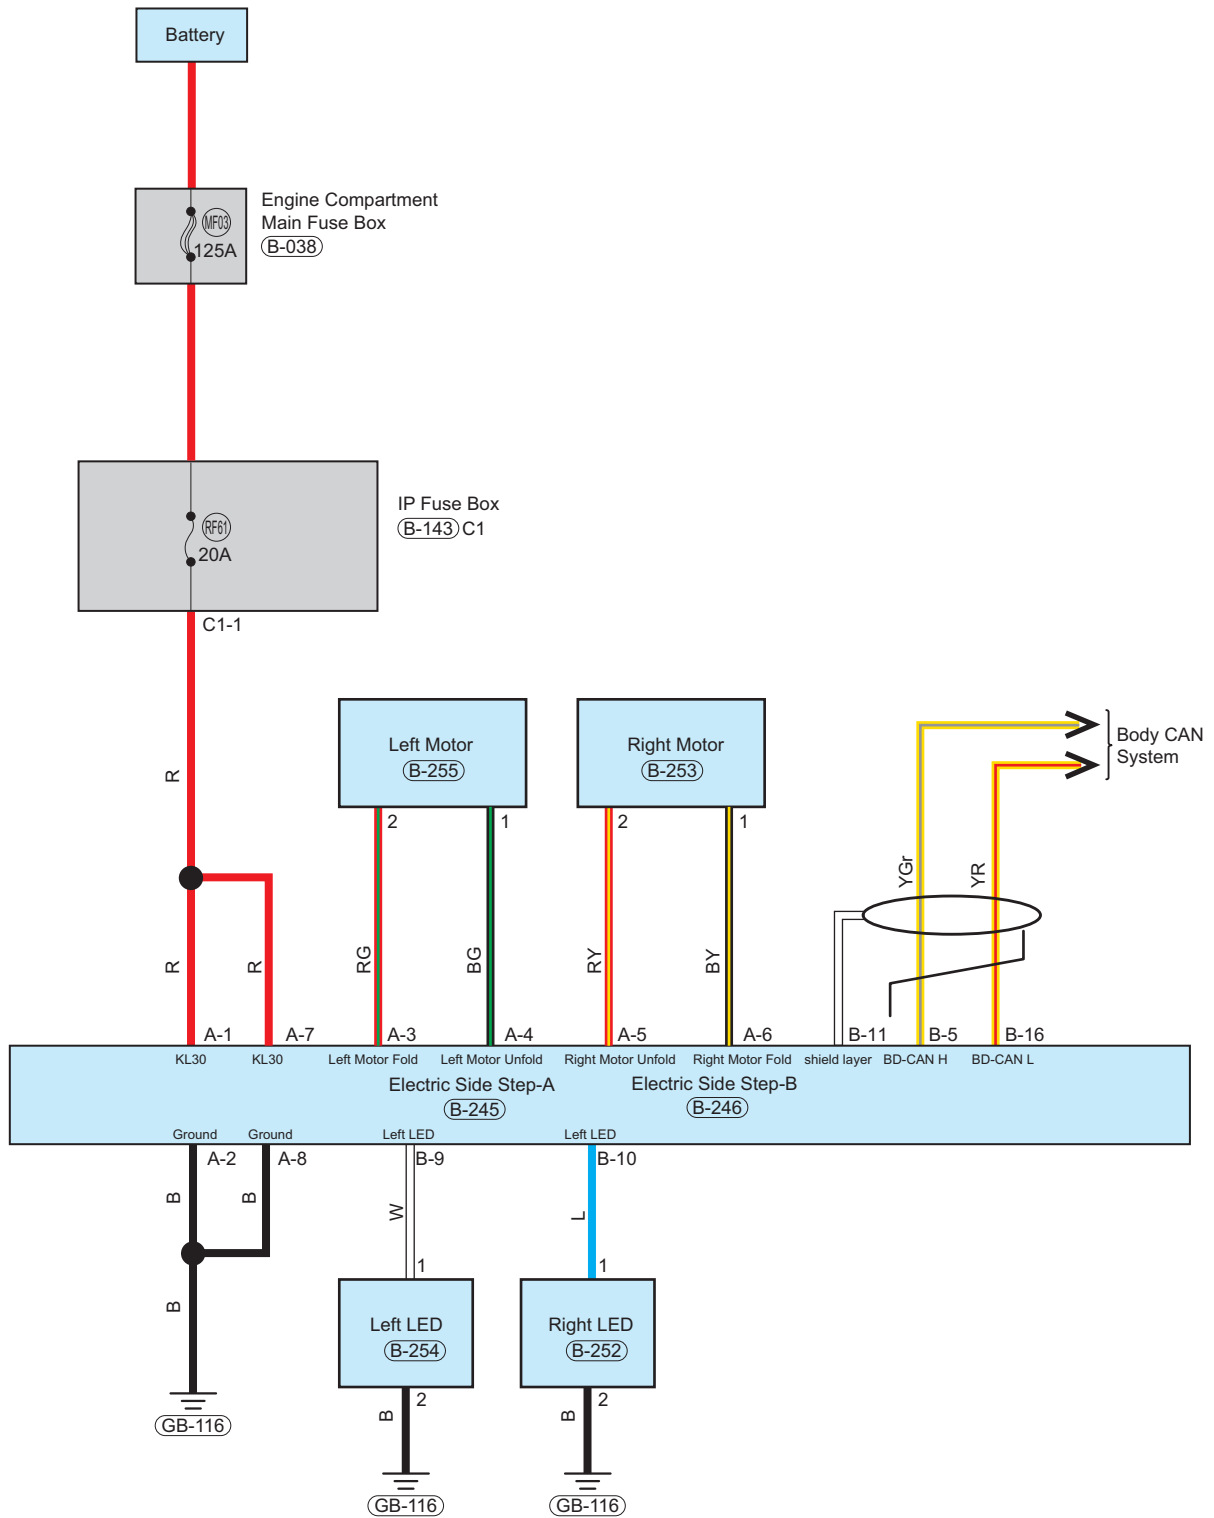 Battery
MF03
125A
Engine Compartment
Main Fuse Box
B-038
RF61
20A
IP Fuse Box
B-143 C1
C1-1
R
Left Motor
B-255
2
1
Right Motor
B-253
2
1
Body CAN
System
R
R
RG
BG
RY
BY
YGr
YR
A-1
A-7
A-3
A-4
A-5
A-6
B-11
B-5
B-16
KL30
KL30
Left Motor Fold
Left Motor Unfold
Right Motor Unfold
Right Motor Fold
shield layer
BD-CAN H
BD-CAN L
Electric Side Step-A
B-245
Electric Side Step-B
B-246
Ground
Ground
Left LED
Left LED
A-2
A-8
B-9
B-10
B
B
W
L
B
1
1
Left LED
B-254
Right LED
B-252
2
2
B
B
GB-116
GB-116
GB-116